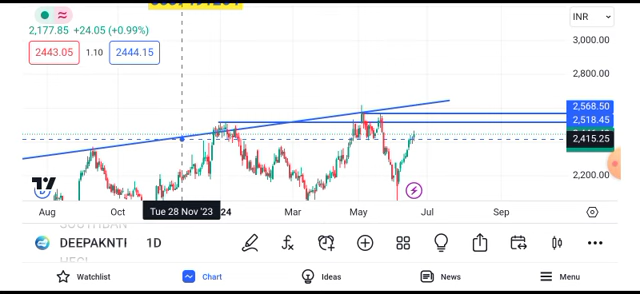 INR
2,177.85 +24.05 (+0.99%)
2443.05 1.10 2444.15
3,000.00
2,800.00
2,568.50
2,518.45
2,415.25
2,200.00
Aug Oct Tue 28 Nov '23 24 Mar May Jul Sep
DEEPAKNTR 1D
Watchlist Chart Ideas News Menu